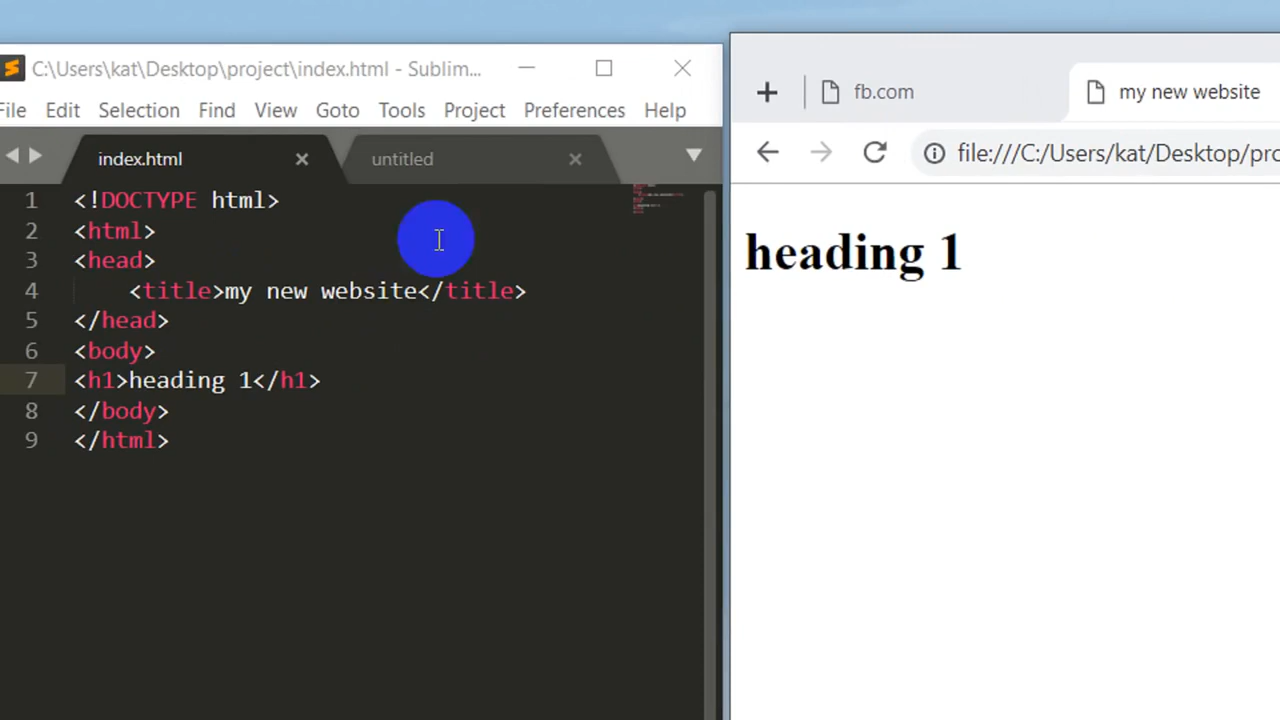 C:\Users\kat\Desktop\project\index.html - Sublim...
File Edit Selection Find View Goto Tools Project Preferences Help
index.html untitled
1 <!DOCTYPE html>
2 <html>
3 <head>
4 <title>my new website</title>
5 </head>
6 <body>
7 <h1>heading 1</h1>
8 </body>
9 </html>
fb.com my new website
file:///C:/Users/kat/Desktop/pro
heading 1